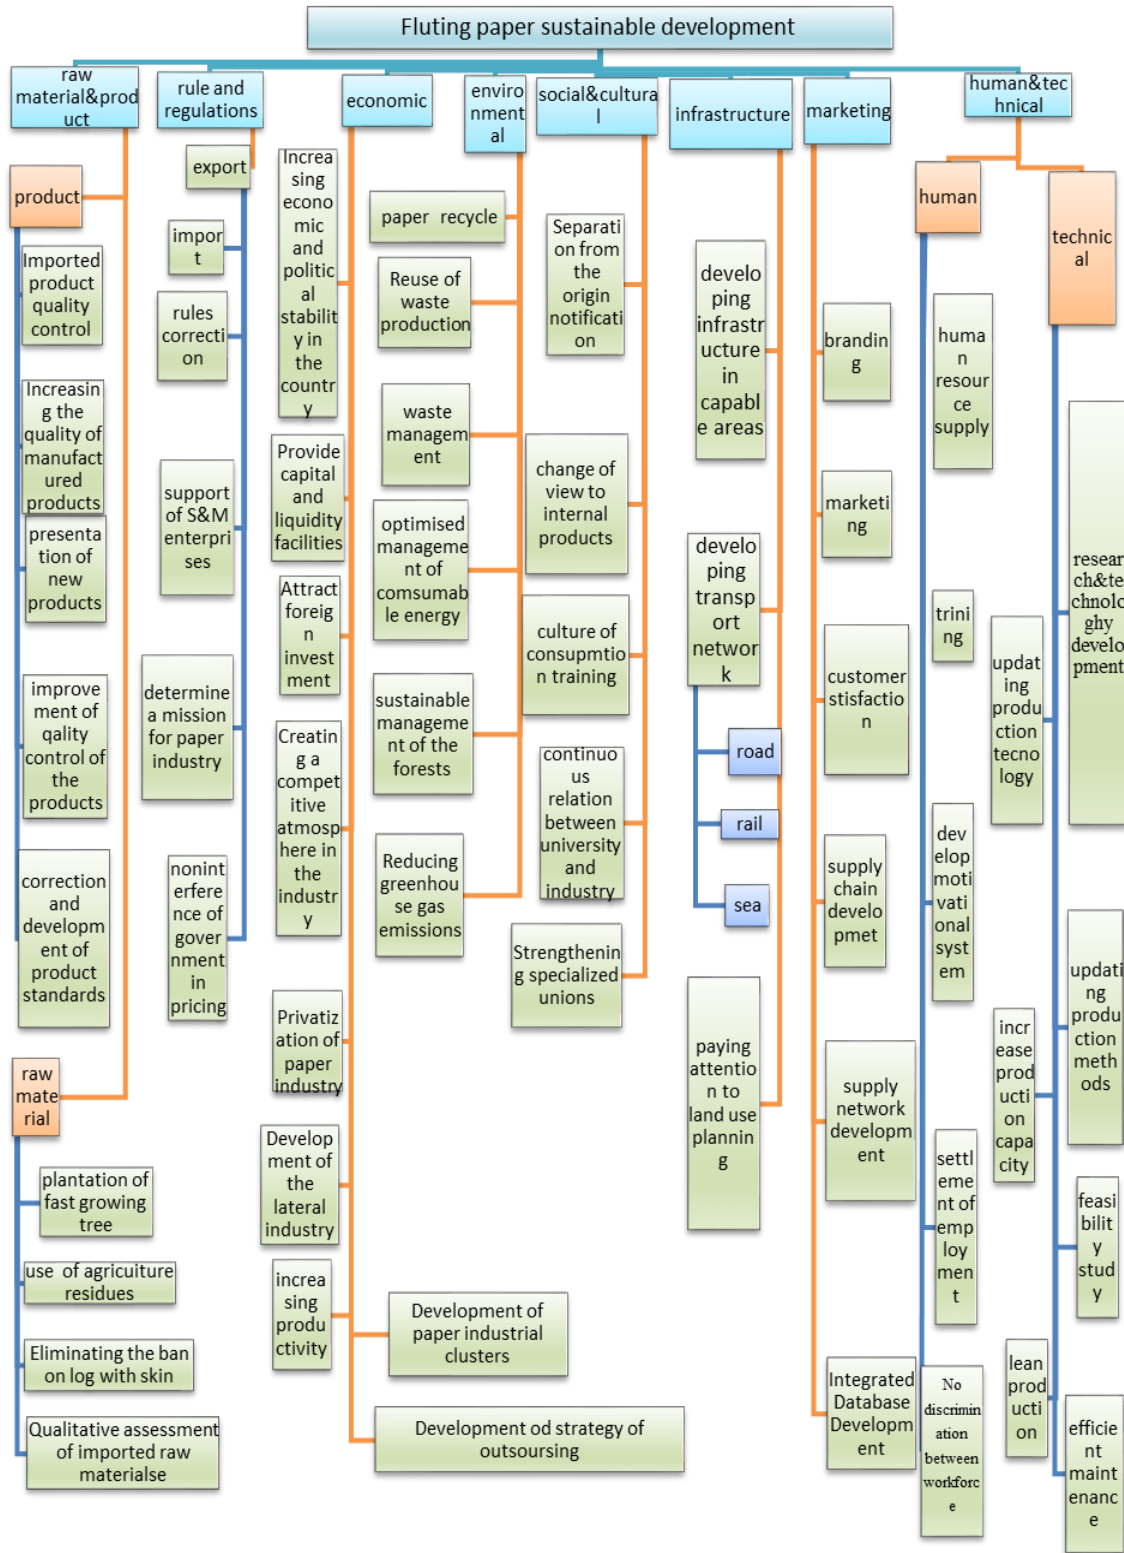 Fluting paper sustainable development
raw
material&prod
uct
product
Imported
product
quality
control
Increasin
g the
quality of
manufact
ured
products
presenta
tion of
new
products
improve
ment of
qality
control of
the
products
correction
and
developm
ent of
product
standards
raw
mate
rial
plantation of
fast growing
tree
use of agriculture
residues
Eliminating the ban
on log with skin
Qualitative assessment
of imported raw
materialse
rule and
regulations
export
impor
t
rules
correcti
on
support
of S&M
enterpri
ses
determine
a mission
for paper
industry
nonint
erfere
nce of
gover
nment
in
pricing
economic
Increa
sing
econo
mic
and
politic
al
stabilit
y in
the
countr
y
Provide
capital
and
liquidity
facilities
Attract
foreig
n
invest
ment
Creatin
g a
compet
itive
atmosp
here in
the
industr
y
Privatiz
ation of
paper
industry
Develop
ment of
the
lateral
industry
increa
sing
produ
ctivity
Development of
paper industrial
clusters
Development od strategy of
outsoursing
enviro
nment
al
paper recycle
Reuse of
waste
production
waste
managem
ent
optimised
manageme
nt of
comsumab
le energy
sustainable
manageme
nt of the
forests
Reducing
greenhou
se gas
emissions
social&cultura
l
Separati
on from
the
origin
notificati
on
change of
view to
internal
products
culture of
consupmtio
n training
continuo
us
relation
between
university
and
industry
Strengthenin
g specialized
unions
infrastructure
develo
ping
infrastr
ucture
in
capabl
e areas
develo
ping
transp
ort
networ
k
road
rail
sea
paying
attentio
n to
land use
plannin
g
marketing
brandin
g
marketi
ng
customer
stisfactio
n
supply
chain
develo
pmet
supply
network
developm
ent
Integrated
Database
Develop
ment
human&tec
hnical
human
huma
n
resour
ce
supply
trini
ng
dev
elop
moti
vati
onal
syst
em
settl
eme
nt of
emp
loy
men
t
No
discrimin
ation
between
workforc
e
technic
al
resear
ch&te
chnolo
ghy
develo
pment
updat
ing
produ
ction
tecno
logy
updati
ng
produ
ction
meth
ods
incr
ease
prod
ucti
on
capa
city
feasi
bilit
y
stud
y
lean
prod
ucti
on
efficie
nt
maint
enanc
e